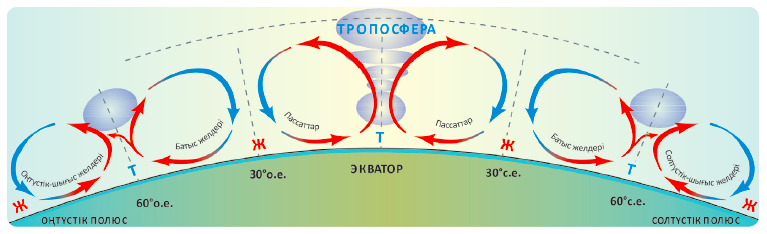 ТРОПОСФЕРА
Оңтүстік-шығыс желдері
Батыс желдері
Пассаттар
Пассаттар
Батыс желдері
Солтүстік-шығыс желдері
Ж
Т
Ж
Т
Ж
Т
Ж
ОҢТҮСТІК ПОЛЮС
60°о.е.
30°о.е.
ЭКВАТОР
30°с.е.
60°с.е.
СОЛТҮСТІК ПОЛЮС